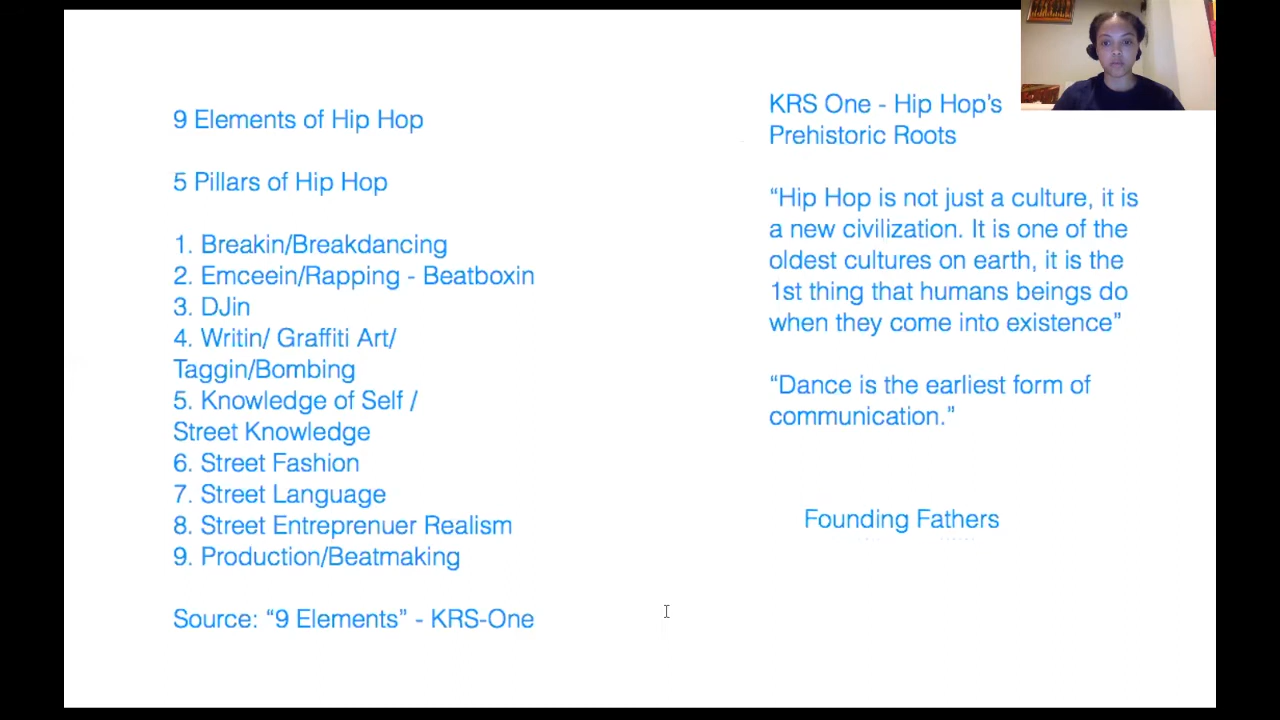 9 Elements of Hip Hop
5 Pillars of Hip Hop
1. Breakin/Breakdancing
2. Emceein/Rapping - Beatboxin
3. DJin
4. Writin/ Graffiti Art/
Taggin/Bombing
5. Knowledge of Self /
Street Knowledge
6. Street Fashion
7. Street Language
8. Street Entreprenuer Realism
9. Production/Beatmaking
Source: “9 Elements” - KRS-One
KRS One - Hip Hop’s
Prehistoric Roots
“Hip Hop is not just a culture, it is
a new civilization. It is one of the
oldest cultures on earth, it is the
1st thing that humans beings do
when they come into existence”
“Dance is the earliest form of
communication.”
Founding Fathers